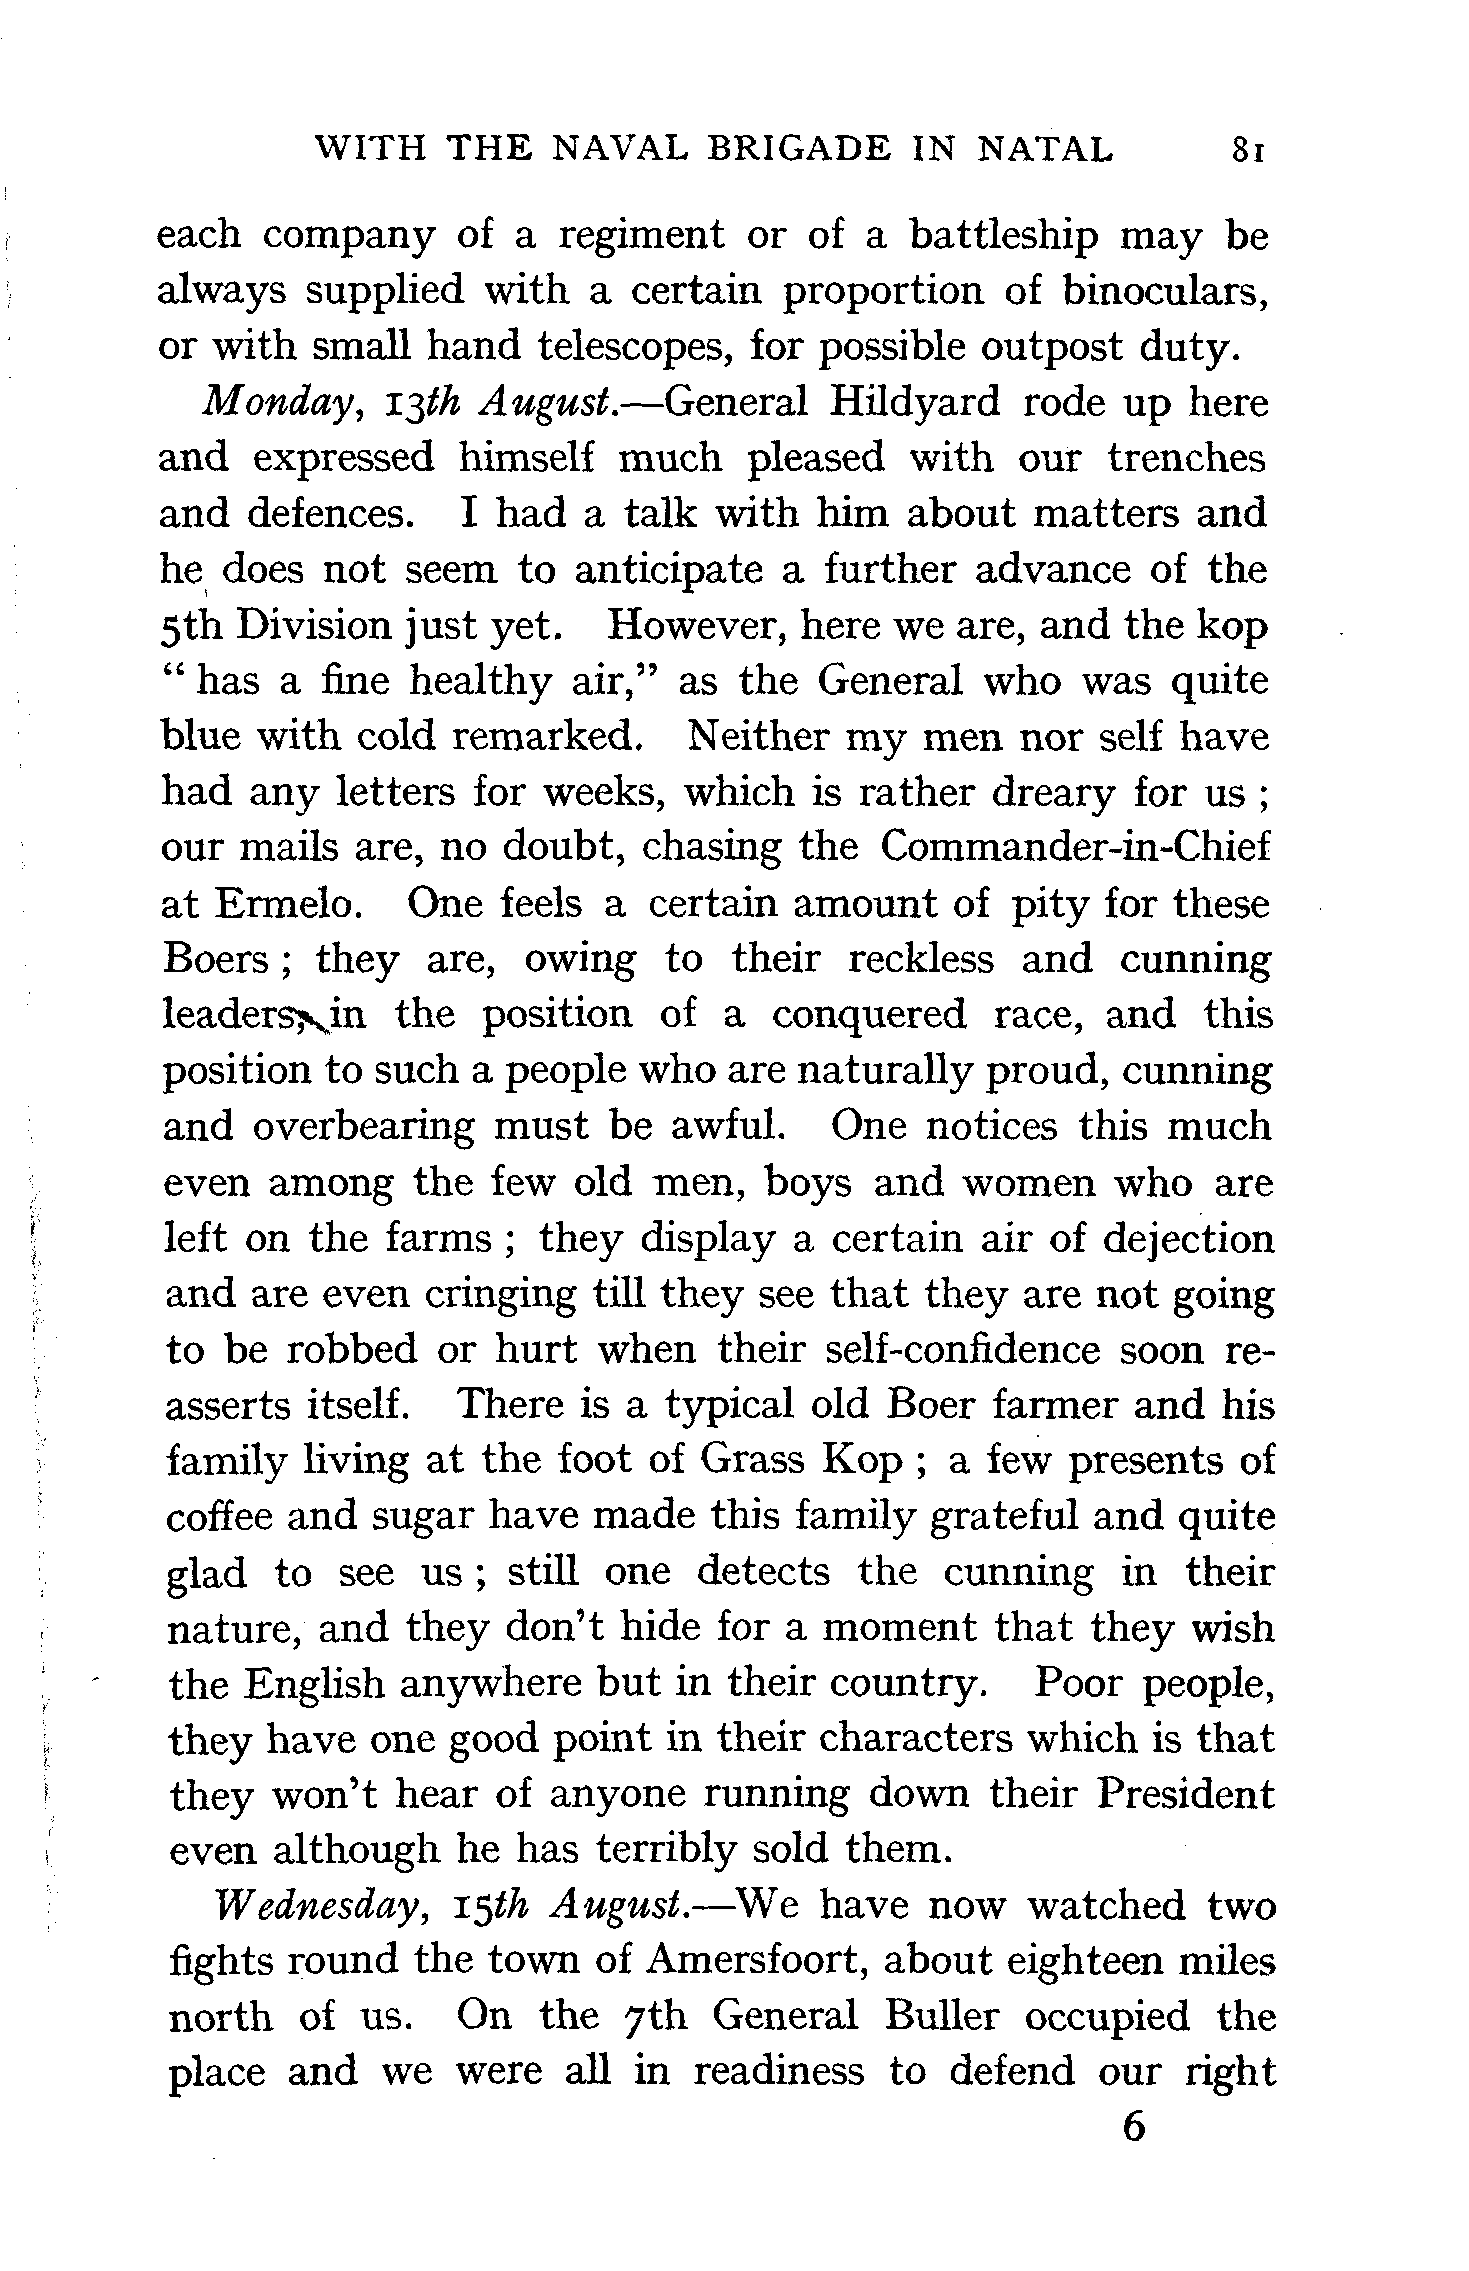 WITH THE NAVAL BRIGADE IN NATAL 81
each company of a regiment or of a battleship may be
always supplied with a certain proportion of binoculars,
or with small hand telescopes, for possible outpost duty.
Monday, 13th August.—General Hildyard rode up here
and expressed himself much pleased with our trenches
and defences. I had a talk with him about matters and
he does not seem to anticipate a further advance of the
5th Division just yet. However, here we are, and the kop
“ has a fine healthy air,” as the General who was quite
blue with cold remarked. Neither my men nor self have
had any letters for weeks, which is rather dreary for us ;
our mails are, no doubt, chasing the Commander-in-Chief
at Ermelo. One feels a certain amount of pity for these
Boers ; they are, owing to their reckless and cunning
leaders, in the position of a conquered race, and this
position to such a people who are naturally proud, cunning
and overbearing must be awful. One notices this much
even among the few old men, boys and women who are
left on the farms ; they display a certain air of dejection
and are even cringing till they see that they are not going
to be robbed or hurt when their self-confidence soon re-
asserts itself. There is a typical old Boer farmer and his
family living at the foot of Grass Kop ; a few presents of
coffee and sugar have made this family grateful and quite
glad to see us ; still one detects the cunning in their
nature, and they don’t hide for a moment that they wish
the English anywhere but in their country. Poor people,
they have one good point in their characters which is that
they won’t hear of anyone running down their President
even although he has terribly sold them.
Wednesday, 15th August.—We have now watched two
fights round the town of Amersfoort, about eighteen miles
north of us. On the 7th General Buller occupied the
place and we were all in readiness to defend our right
6